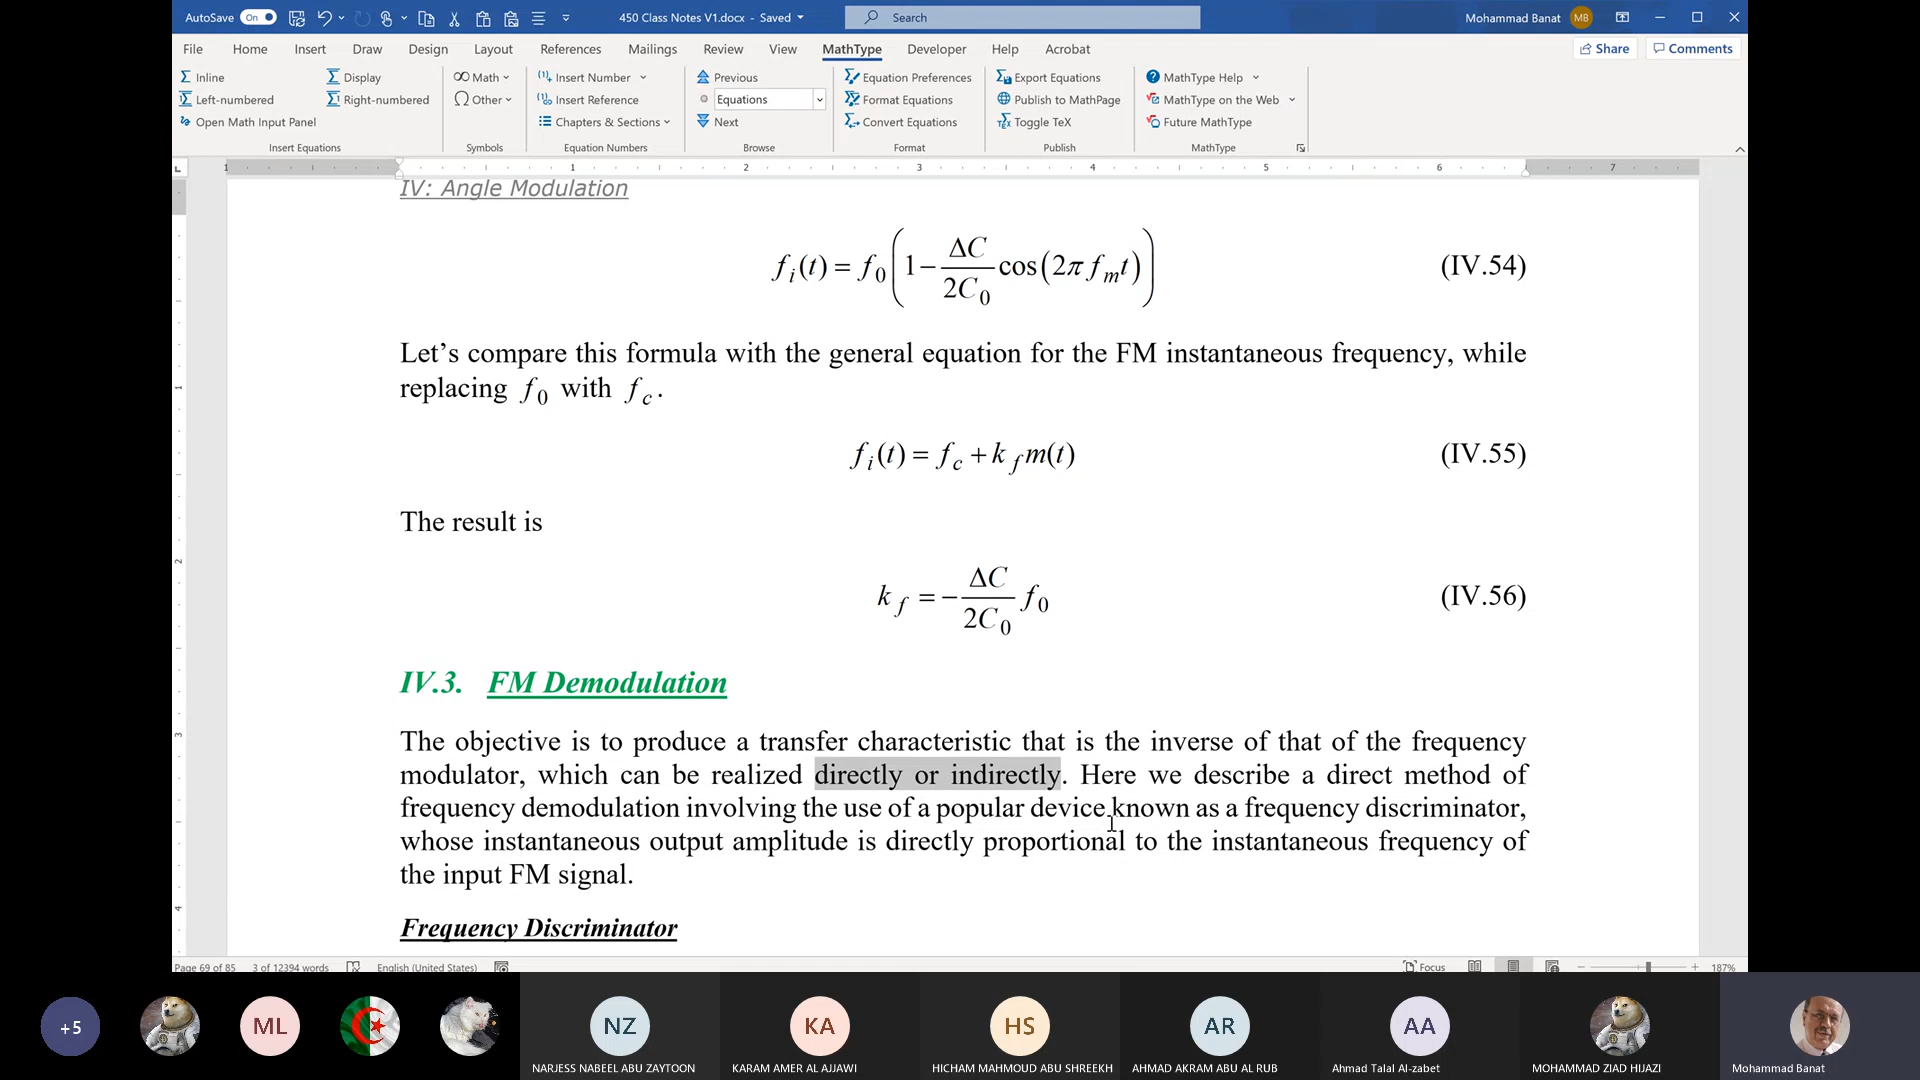 AutoSave On 450 Class Notes V1.docx - Saved Search Mohammad Banat MB
File Home Insert Draw Design Layout References Mailings Review View MathType Developer Help Acrobat Share Comments
Inline Display Math Insert Number Previous Equation Preferences Export Equations MathType Help
Left-numbered Right-numbered Other Insert Reference Equations Format Equations Publish to MathPage MathType on the Web
Open Math Input Panel Chapters & Sections Next Convert Equations Toggle TeX Future MathType
Insert Equations Symbols Equation Numbers Browse Format Publish MathType
1 1 2 3 4 5 6 7
IV: Angle Modulation
f_i(t) = f_0(1 − ΔC/2C_0 cos(2π f_m t)) (IV.54)
Let’s compare this formula with the general equation for the FM instantaneous frequency, while
replacing f_0 with f_c.
f_i(t) = f_c + k_f m(t) (IV.55)
The result is
k_f = − ΔC/2C_0 f_0 (IV.56)
IV.3. FM Demodulation
The objective is to produce a transfer characteristic that is the inverse of that of the frequency
modulator, which can be realized directly or indirectly. Here we describe a direct method of
frequency demodulation involving the use of a popular device known as a frequency discriminator,
whose instantaneous output amplitude is directly proportional to the instantaneous frequency of
the input FM signal.
Frequency Discriminator
Page 69 of 85 3 of 12394 words English (United States) Focus 187%
+5 ML NZ KA HS AR AA
NARJESS NABEEL ABU ZAYTOON KARAM AMER AL AJJAWI HICHAM MAHMOUD ABU SHREEKH AHMAD AKRAM ABU AL RUB Ahmad Talal Al-zabet MOHAMMAD ZIAD HIJAZI Mohammad Banat